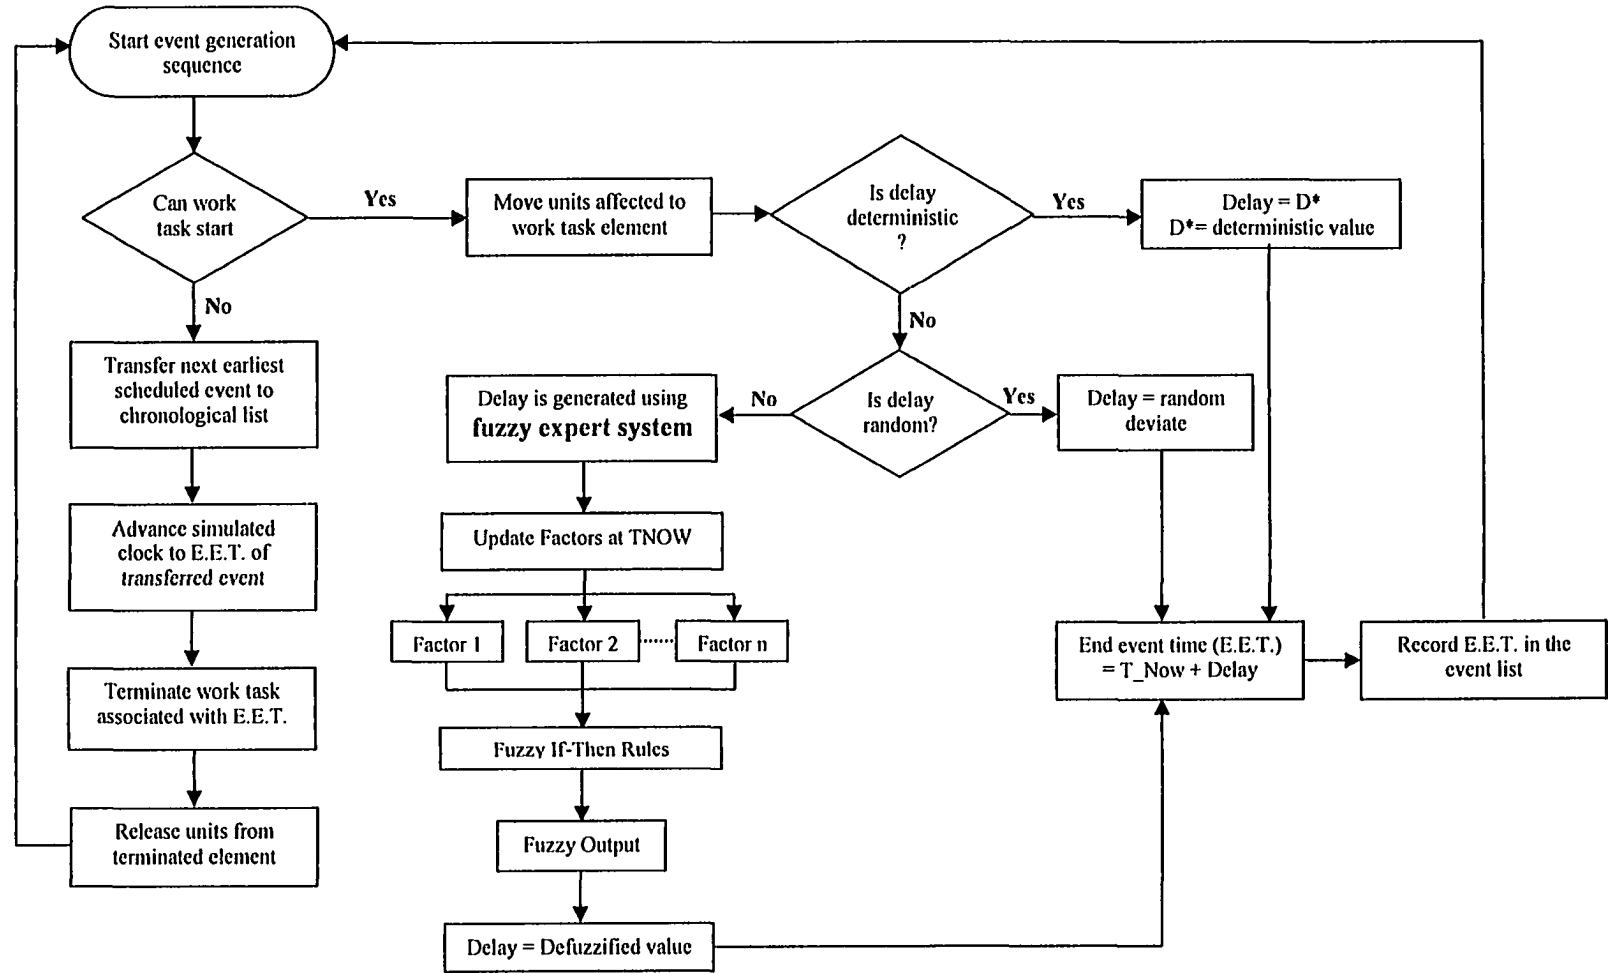 Start event generation
sequence
Can work
task start
Yes
Move units affected to
work task element
Is delay
deterministic
?
Yes
Delay = D*
D*= deterministic value
No
No
Transfer next earliest
scheduled event to
chronological list
Delay is generated using
fuzzy expert system
No
Is delay
random?
Yes
Delay = random
deviate
Advance simulated
clock to E.E.T. of
transferred event
Update Factors at TNOW
Factor 1
Factor 2
.......
Factor n
End event time (E.E.T.)
= T_Now + Delay
Record E.E.T. in the
event list
Terminate work task
associated with E.E.T.
Fuzzy If-Then Rules
Release units from
terminated element
Fuzzy Output
Delay = Defuzzified value